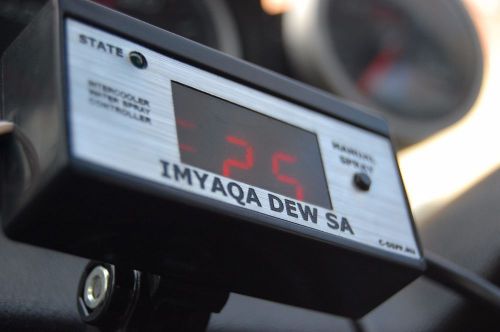 STATE
INTERCOOLER
WATER SPRAY
CONTROLLER
25
MANUAL
SPRAY
IMYAQA DEW SA